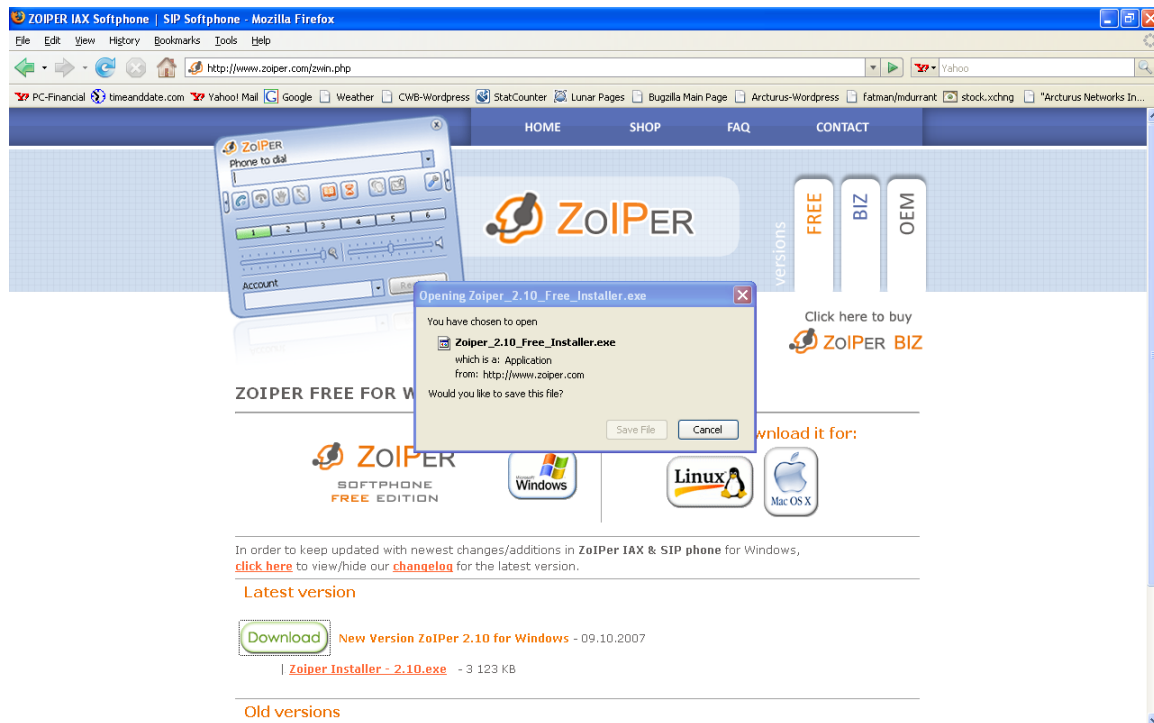 ZOIPER IAX Softphone | SIP Softphone - Mozilla Firefox
File Edit View History Bookmarks Tools Help
http://www.zoiper.com/zwin.php
Yahoo
PC-Financial timeanddate.com Yahoo! Mail Google Weather CWB-Wordpress StatCounter Lunar Pages Bugzilla Main Page Arcturus-Wordpress fatman/mdurrant stock.xchng "Arcturus Networks In...
HOME SHOP FAQ CONTACT
ZoIPER
Phone to dial
1 2 3 4 5 6
Account
ZoIPER
versions
FREE
BIZ
OEM
Click here to buy
ZoIPER BIZ
Opening Zoiper_2.10_Free_Installer.exe
You have chosen to open
Zoiper_2.10_Free_Installer.exe
which is a: Application
from: http://www.zoiper.com
Would you like to save this file?
Save File Cancel
ZOIPER FREE FOR
ZoIPER
SOFTPHONE
FREE EDITION
Microsoft
Windows
wnload it for:
Linux
Mac OS X
In order to keep updated with newest changes/additions in ZoIPer IAX & SIP phone for Windows,
click here to view/hide our changelog for the latest version.
Latest version
Download New Version ZoIPer 2.10 for Windows - 09.10.2007
| Zoiper Installer - 2.10.exe - 3 123 KB
Old versions